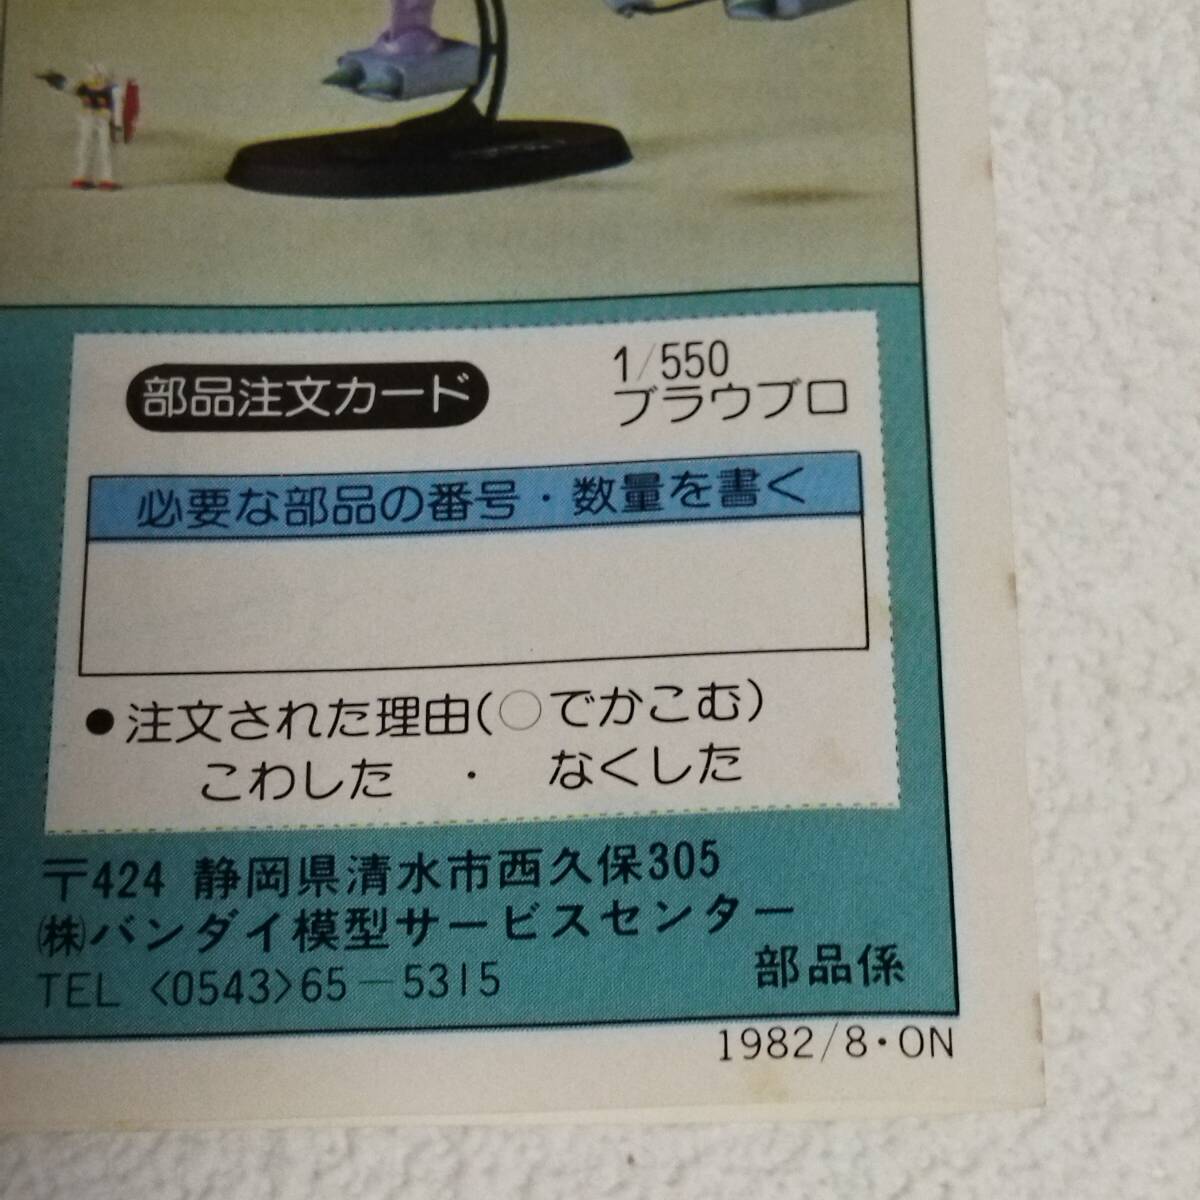 部品注文カード
1/550
ブラウブロ
必要な部品の番号・数量を書く
●注文された理由(○でかこむ)
こわした ・ なくした
〒424 静岡県清水市西久保305
㈱バンダイ模型サービスセンター
部品係
TEL <0543>65-5315
1982/8・ON